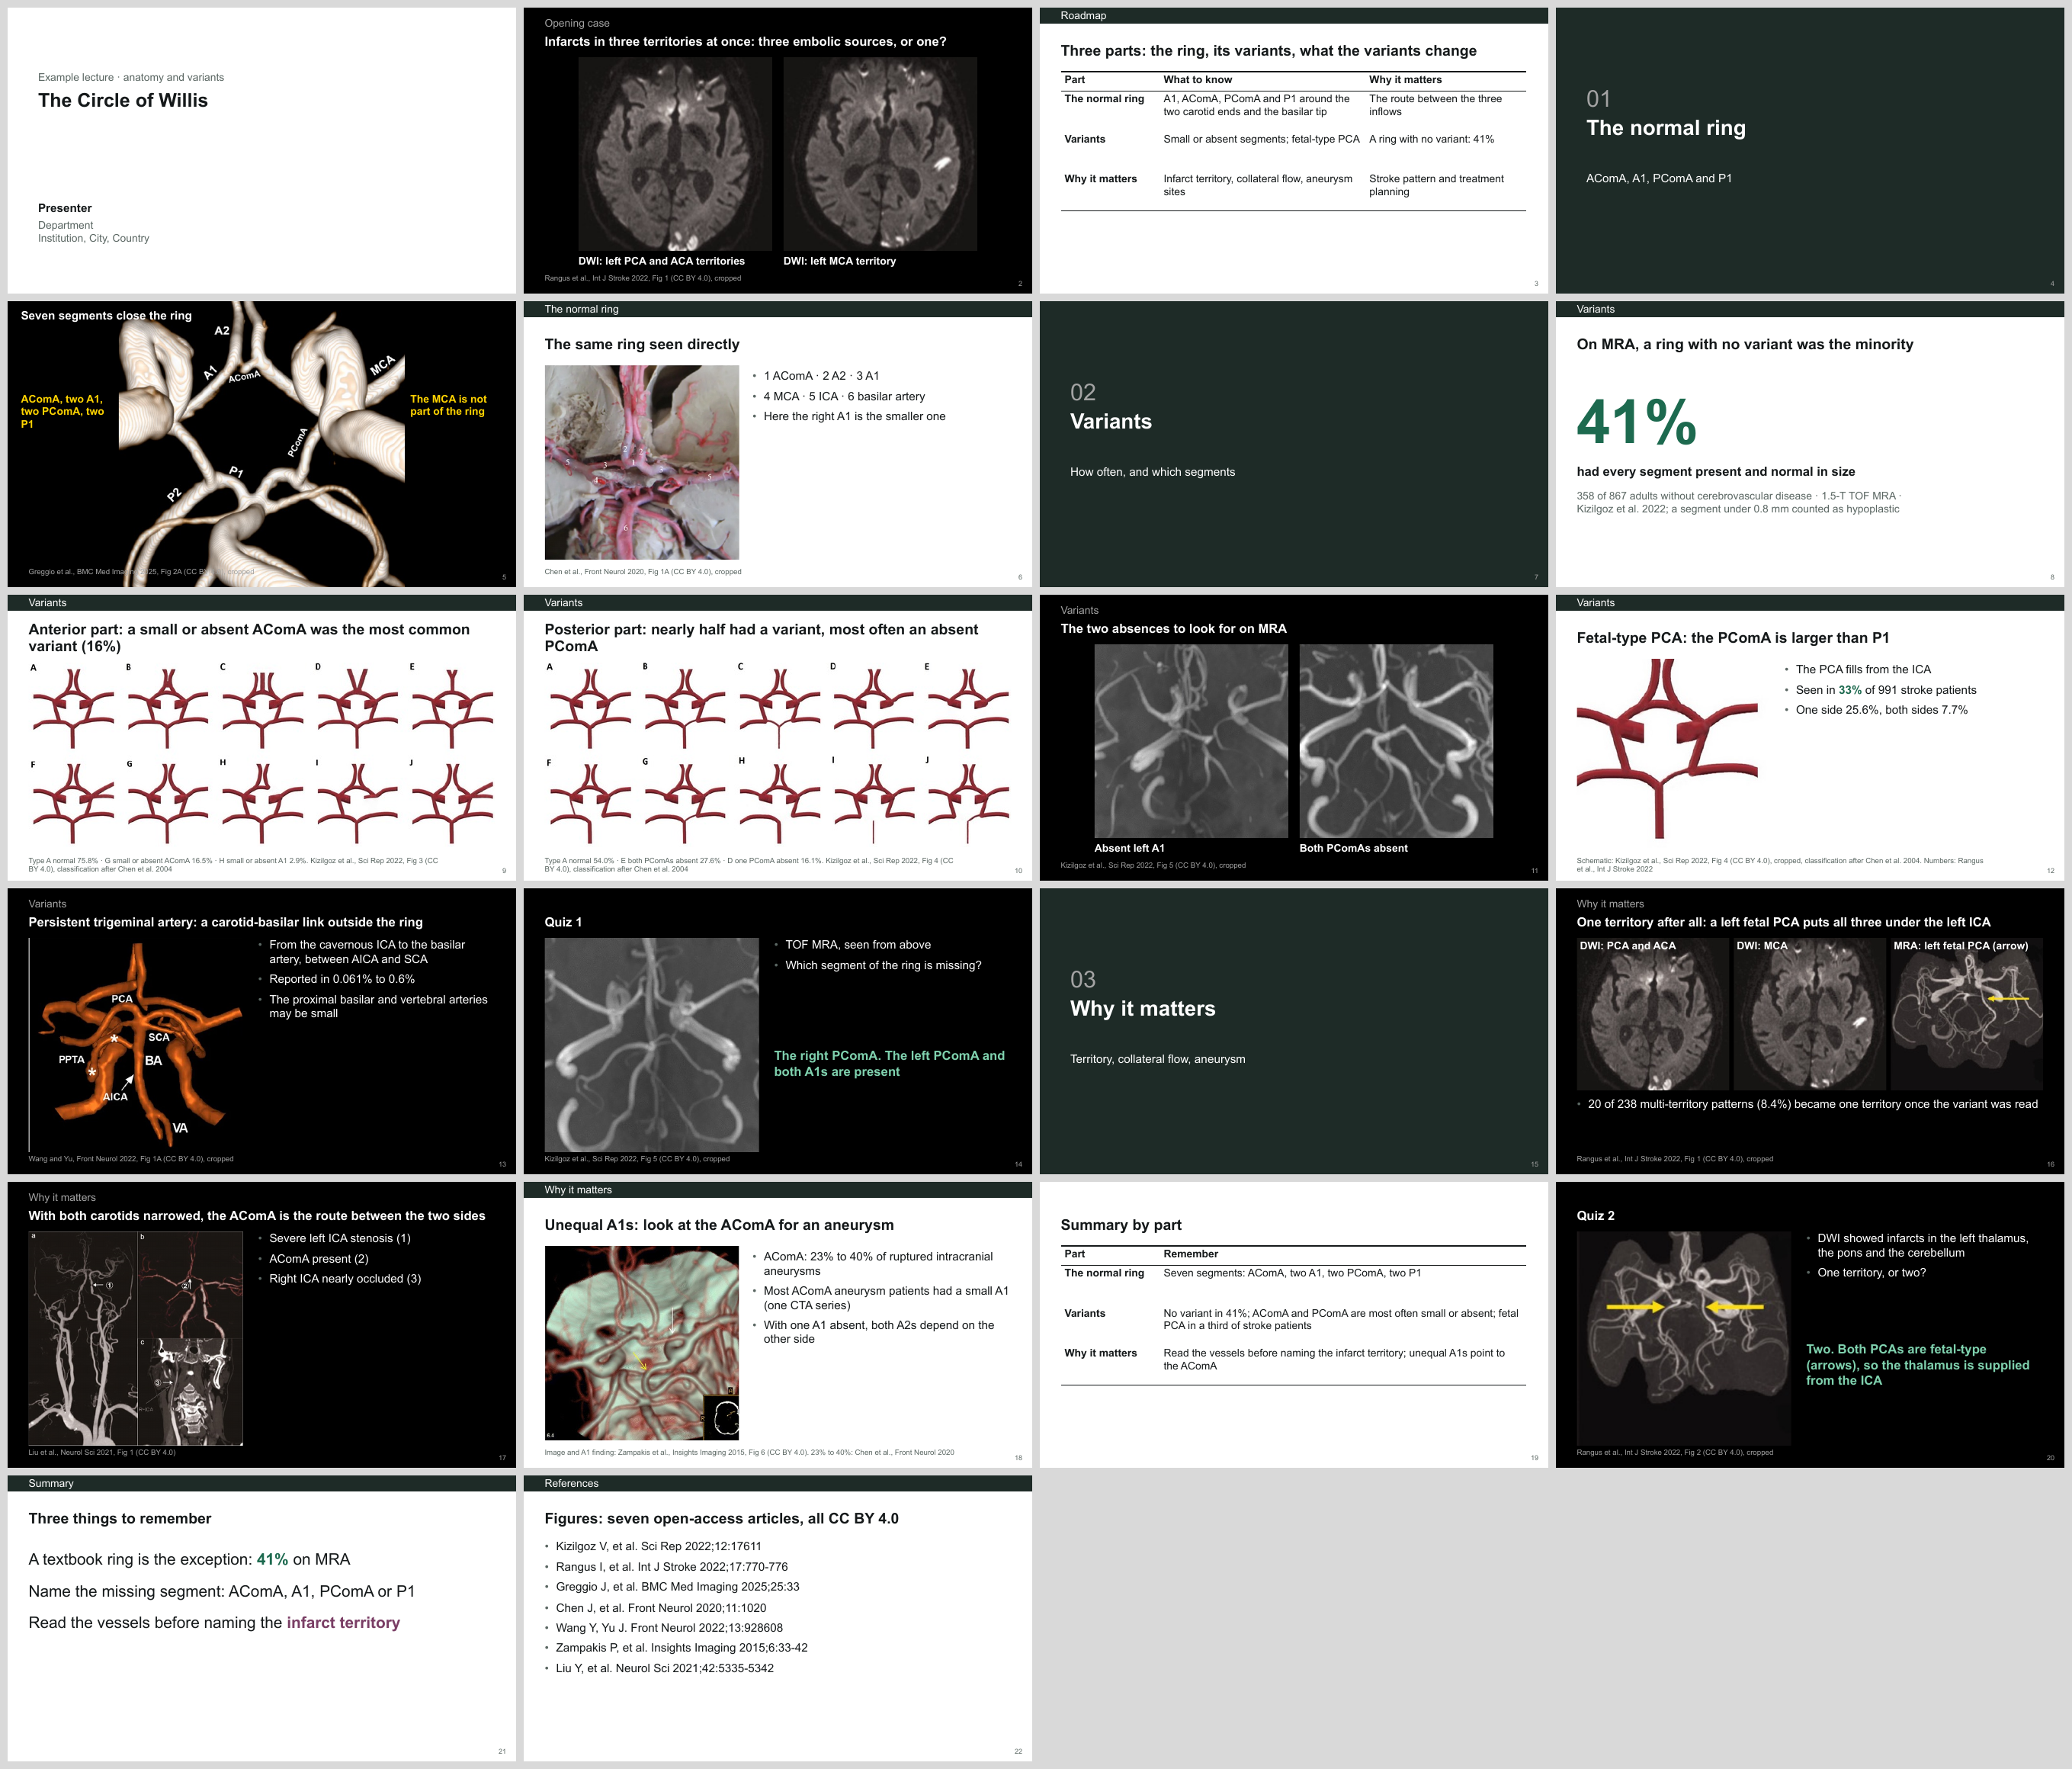 Example lecture · anatomy and variants
The Circle of Willis
Presenter
Department
Institution, City, Country
Opening case
Infarcts in three territories at once: three embolic sources, or one?
DWI: left PCA and ACA territories
DWI: left MCA territory
Rangus et al., Int J Stroke 2022, Fig 1 (CC BY 4.0), cropped
2
Roadmap
Three parts: the ring, its variants, what the variants change
Part What to know Why it matters
The normal ring A1, AComA, PComA and P1 around the two carotid ends and the basilar tip The route between the three inflows
Variants Small or absent segments; fetal-type PCA A ring with no variant: 41%
Why it matters Infarct territory, collateral flow, aneurysm sites Stroke pattern and treatment planning
3
01
The normal ring
AComA, A1, PComA and P1
4
Seven segments close the ring
A2
A1
AComA
MCA
AComA, two A1,
two PComA, two
P1
The MCA is not
part of the ring
PComA
P1
P2
Greggio et al., BMC Med Imaging 2025, Fig 2A (CC BY 4.0), cropped
5
The normal ring
The same ring seen directly
• 1 AComA · 2 A2 · 3 A1
• 4 MCA · 5 ICA · 6 basilar artery
• Here the right A1 is the smaller one
Chen et al., Front Neurol 2020, Fig 1A (CC BY 4.0), cropped
6
02
Variants
How often, and which segments
7
Variants
On MRA, a ring with no variant was the minority
41%
had every segment present and normal in size
358 of 867 adults without cerebrovascular disease · 1.5-T TOF MRA ·
Kizilgoz et al. 2022; a segment under 0.8 mm counted as hypoplastic
8
Variants
Anterior part: a small or absent AComA was the most common
variant (16%)
A B C D E
F G H I J
Type A normal 75.8% · G small or absent AComA 16.5% · H small or absent A1 2.9%. Kizilgoz et al., Sci Rep 2022, Fig 3 (CC
BY 4.0), classification after Chen et al. 2004
9
Variants
Posterior part: nearly half had a variant, most often an absent
PComA
A B C D E
F G H I J
Type A normal 54.0% · E both PComAs absent 27.6% · D one PComA absent 16.1%. Kizilgoz et al., Sci Rep 2022, Fig 4 (CC
BY 4.0), classification after Chen et al. 2004
10
Variants
The two absences to look for on MRA
Absent left A1
Both PComAs absent
Kizilgoz et al., Sci Rep 2022, Fig 5 (CC BY 4.0), cropped
11
Variants
Fetal-type PCA: the PComA is larger than P1
• The PCA fills from the ICA
• Seen in 33% of 991 stroke patients
• One side 25.6%, both sides 7.7%
Schematic: Kizilgoz et al., Sci Rep 2022, Fig 4 (CC BY 4.0), cropped, classification after Chen et al. 2004. Numbers: Rangus
et al., Int J Stroke 2022
12
Variants
Persistent trigeminal artery: a carotid-basilar link outside the ring
PCA
*
SCA
PPTA
BA
*
AICA
VA
• From the cavernous ICA to the basilar
artery, between AICA and SCA
• Reported in 0.061% to 0.6%
• The proximal basilar and vertebral arteries
may be small
Wang and Yu, Front Neurol 2022, Fig 1A (CC BY 4.0), cropped
13
Quiz 1
• TOF MRA, seen from above
• Which segment of the ring is missing?
The right PComA. The left PComA and
both A1s are present
Kizilgoz et al., Sci Rep 2022, Fig 5 (CC BY 4.0), cropped
14
03
Why it matters
Territory, collateral flow, aneurysm
15
Why it matters
One territory after all: a left fetal PCA puts all three under the left ICA
DWI: PCA and ACA
DWI: MCA
MRA: left fetal PCA (arrow)
• 20 of 238 multi-territory patterns (8.4%) became one territory once the variant was read
Rangus et al., Int J Stroke 2022, Fig 1 (CC BY 4.0), cropped
16
Why it matters
With both carotids narrowed, the AComA is the route between the two sides
a
b
c
• Severe left ICA stenosis (1)
• AComA present (2)
• Right ICA nearly occluded (3)
Liu et al., Neurol Sci 2021, Fig 1 (CC BY 4.0)
17
Why it matters
Unequal A1s: look at the AComA for an aneurysm
• AComA: 23% to 40% of ruptured intracranial
aneurysms
• Most AComA aneurysm patients had a small A1
(one CTA series)
• With one A1 absent, both A2s depend on the
other side
Image and A1 finding: Zampakis et al., Insights Imaging 2015, Fig 6 (CC BY 4.0). 23% to 40%: Chen et al., Front Neurol 2020
18
Summary by part
Part Remember
The normal ring Seven segments: AComA, two A1, two PComA, two P1
Variants No variant in 41%; AComA and PComA are most often small or absent; fetal PCA in a third of stroke patients
Why it matters Read the vessels before naming the infarct territory; unequal A1s point to the AComA
19
Quiz 2
• DWI showed infarcts in the left thalamus,
the pons and the cerebellum
• One territory, or two?
Two. Both PCAs are fetal-type
(arrows), so the thalamus is supplied
from the ICA
Rangus et al., Int J Stroke 2022, Fig 2 (CC BY 4.0), cropped
20
Summary
Three things to remember
A textbook ring is the exception: 41% on MRA
Name the missing segment: AComA, A1, PComA or P1
Read the vessels before naming the infarct territory
21
References
Figures: seven open-access articles, all CC BY 4.0
• Kizilgoz V, et al. Sci Rep 2022;12:17611
• Rangus I, et al. Int J Stroke 2022;17:770-776
• Greggio J, et al. BMC Med Imaging 2025;25:33
• Chen J, et al. Front Neurol 2020;11:1020
• Wang Y, Yu J. Front Neurol 2022;13:928608
• Zampakis P, et al. Insights Imaging 2015;6:33-42
• Liu Y, et al. Neurol Sci 2021;42:5335-5342
22